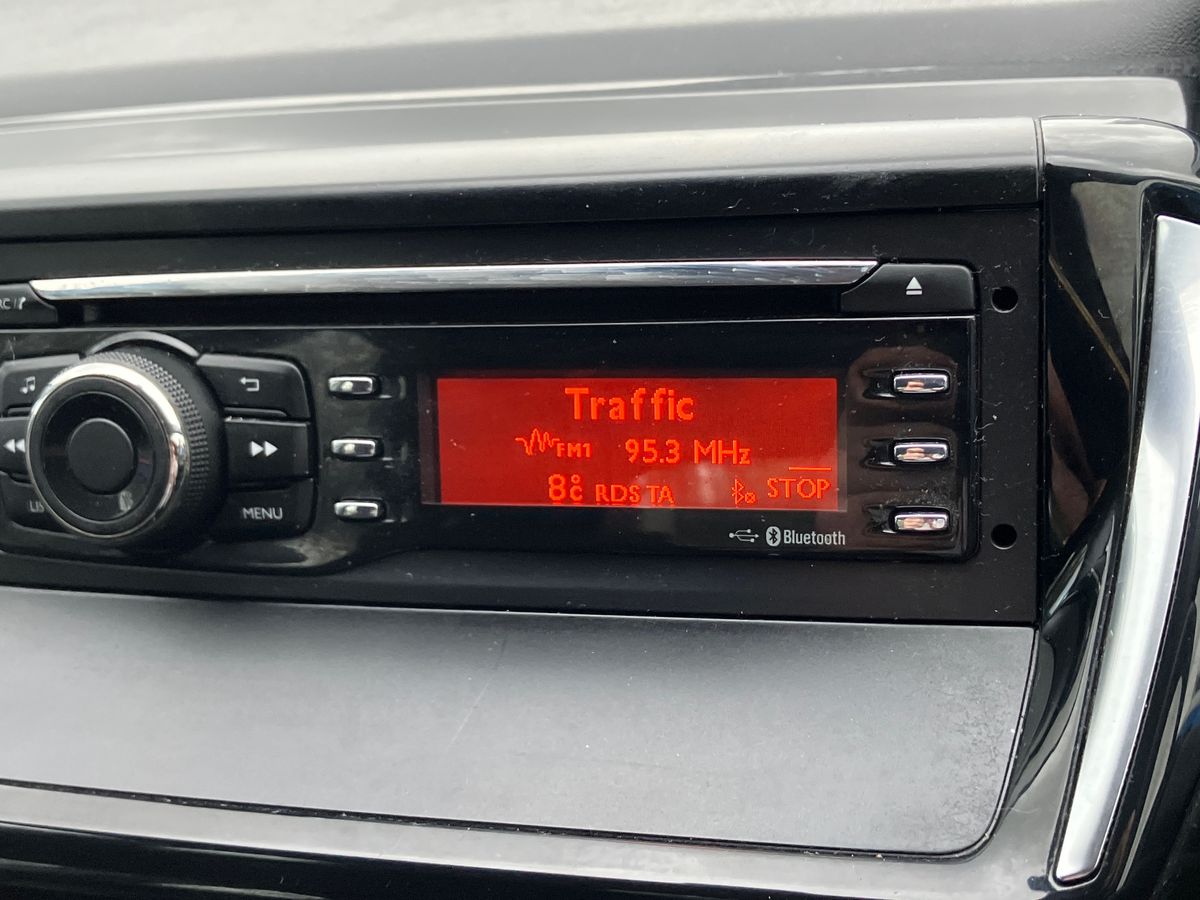 Traffic
FM1 95.3 MHz
8°C RDS TA STOP
MENU
Bluetooth